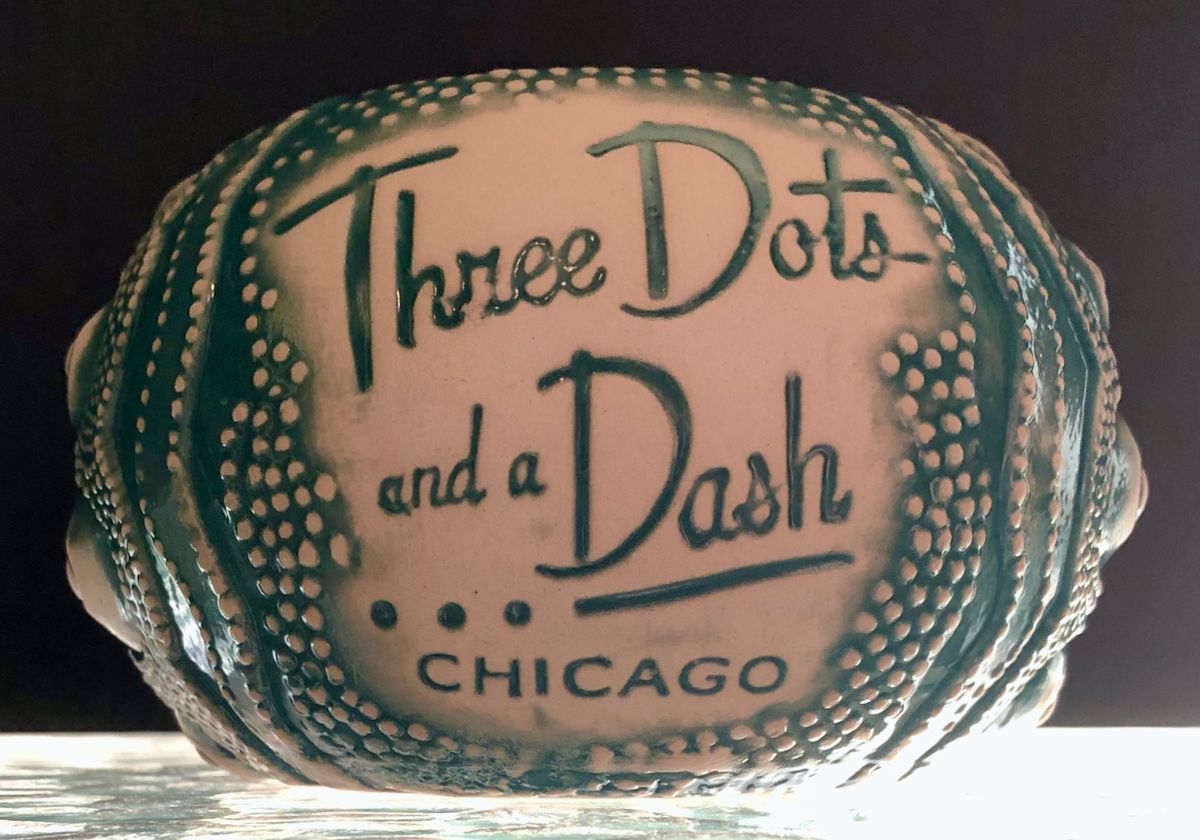 Three Dots
and a Dash
... —
CHICAGO